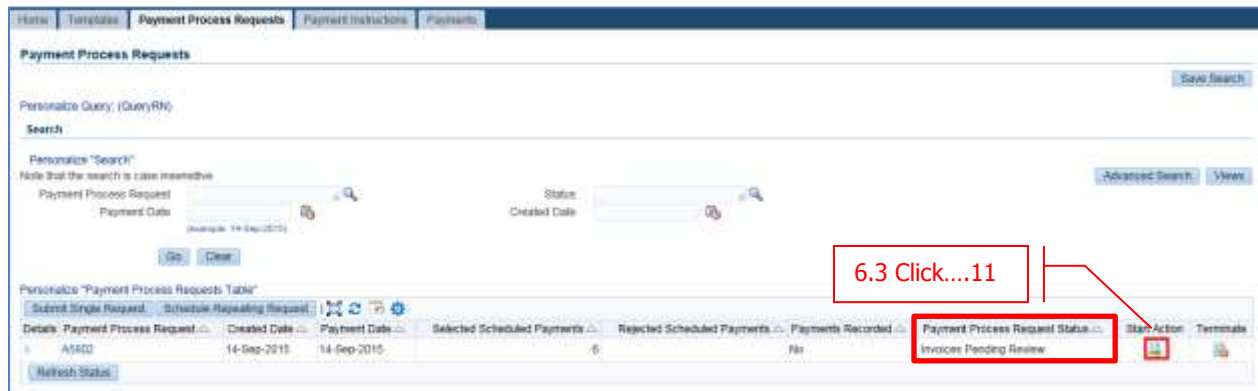 Home Templates Payment Process Requests Payment Instructions Payments
Payment Process Requests
Save Search
Personalize Query: (QueryRN)
Search
Personalize "Search"
Note that the search is case insensitive
Advanced Search Views
Payment Process Request Status
Payment Date Created Date
(example: 14-Sep-2015)
Go Clear
6.3 Click....11
Personalize "Payment Process Requests Table"
Submit Single Request Schedule Repeating Request
Details Payment Process Request Created Date Payment Date Selected Scheduled Payments Rejected Scheduled Payments Payments Recorded Payment Process Request Status Start Action Terminate
A5602 14-Sep-2015 14-Sep-2015 6 No Invoices Pending Review
Refresh Status